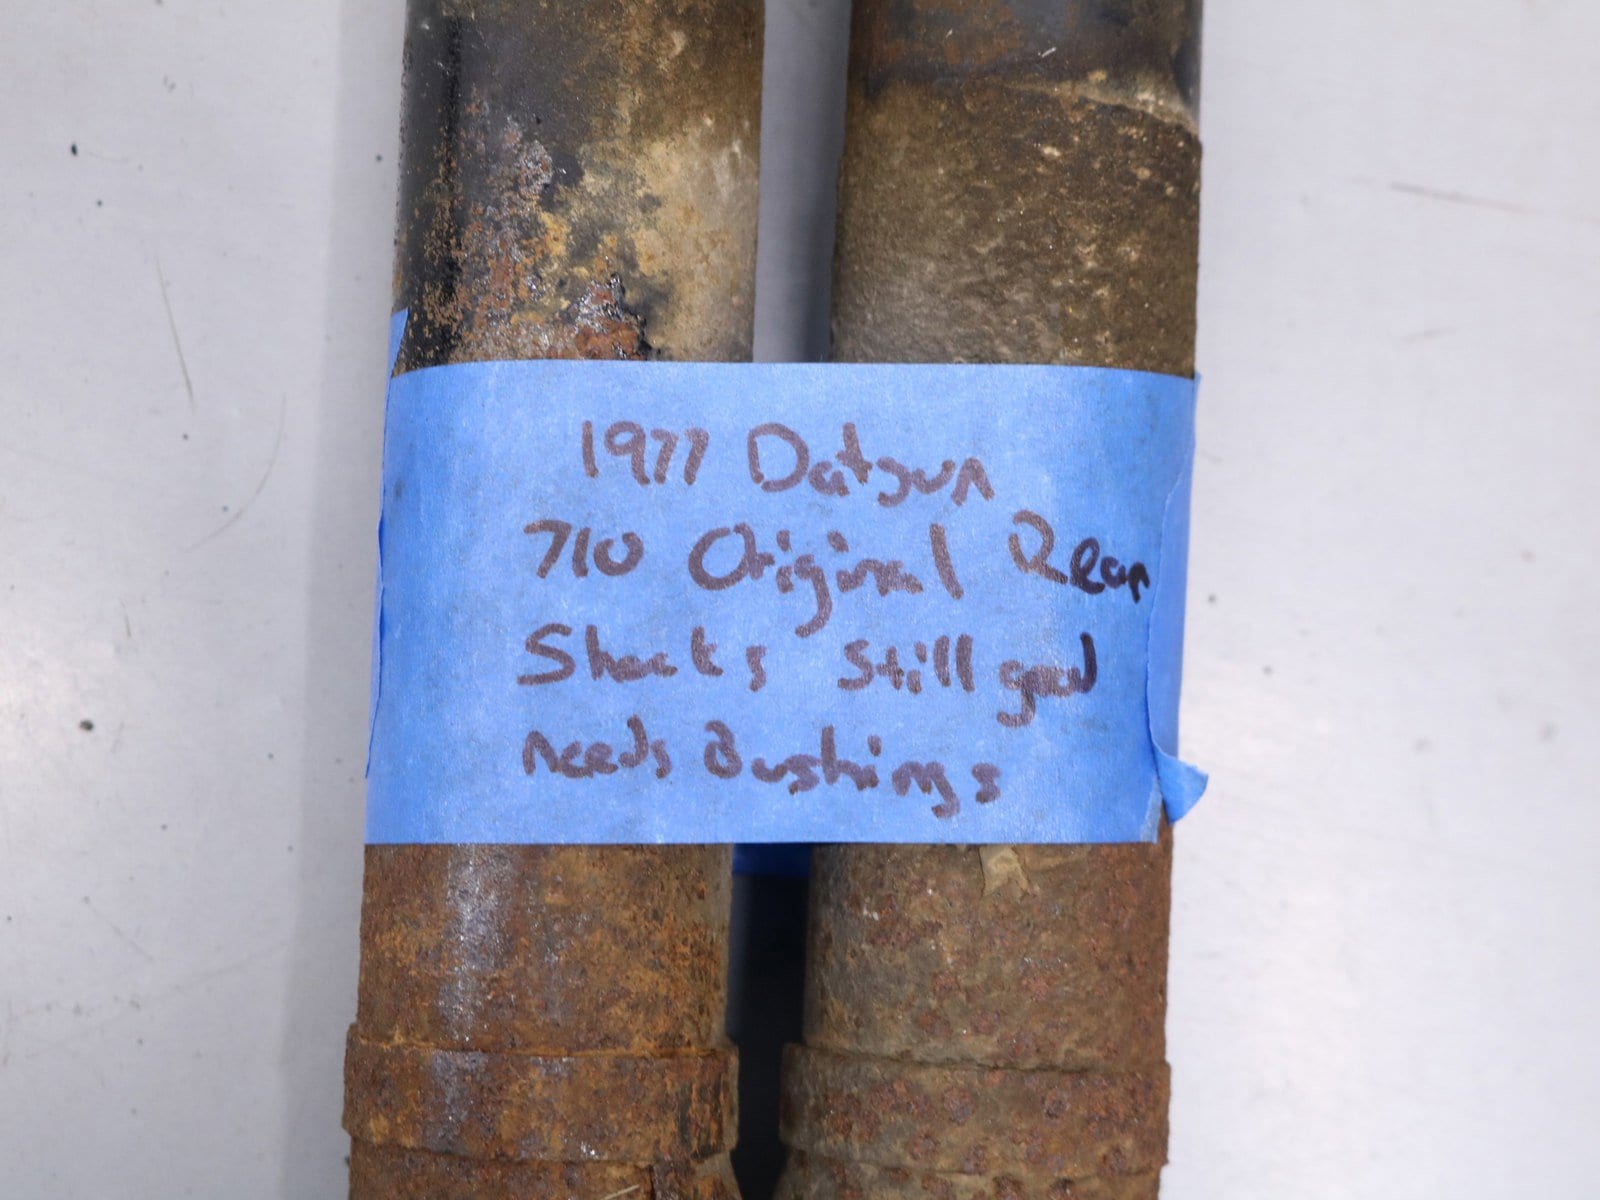 1977 Datsun
710 Original Rear
Shocks still good
needs Bushings